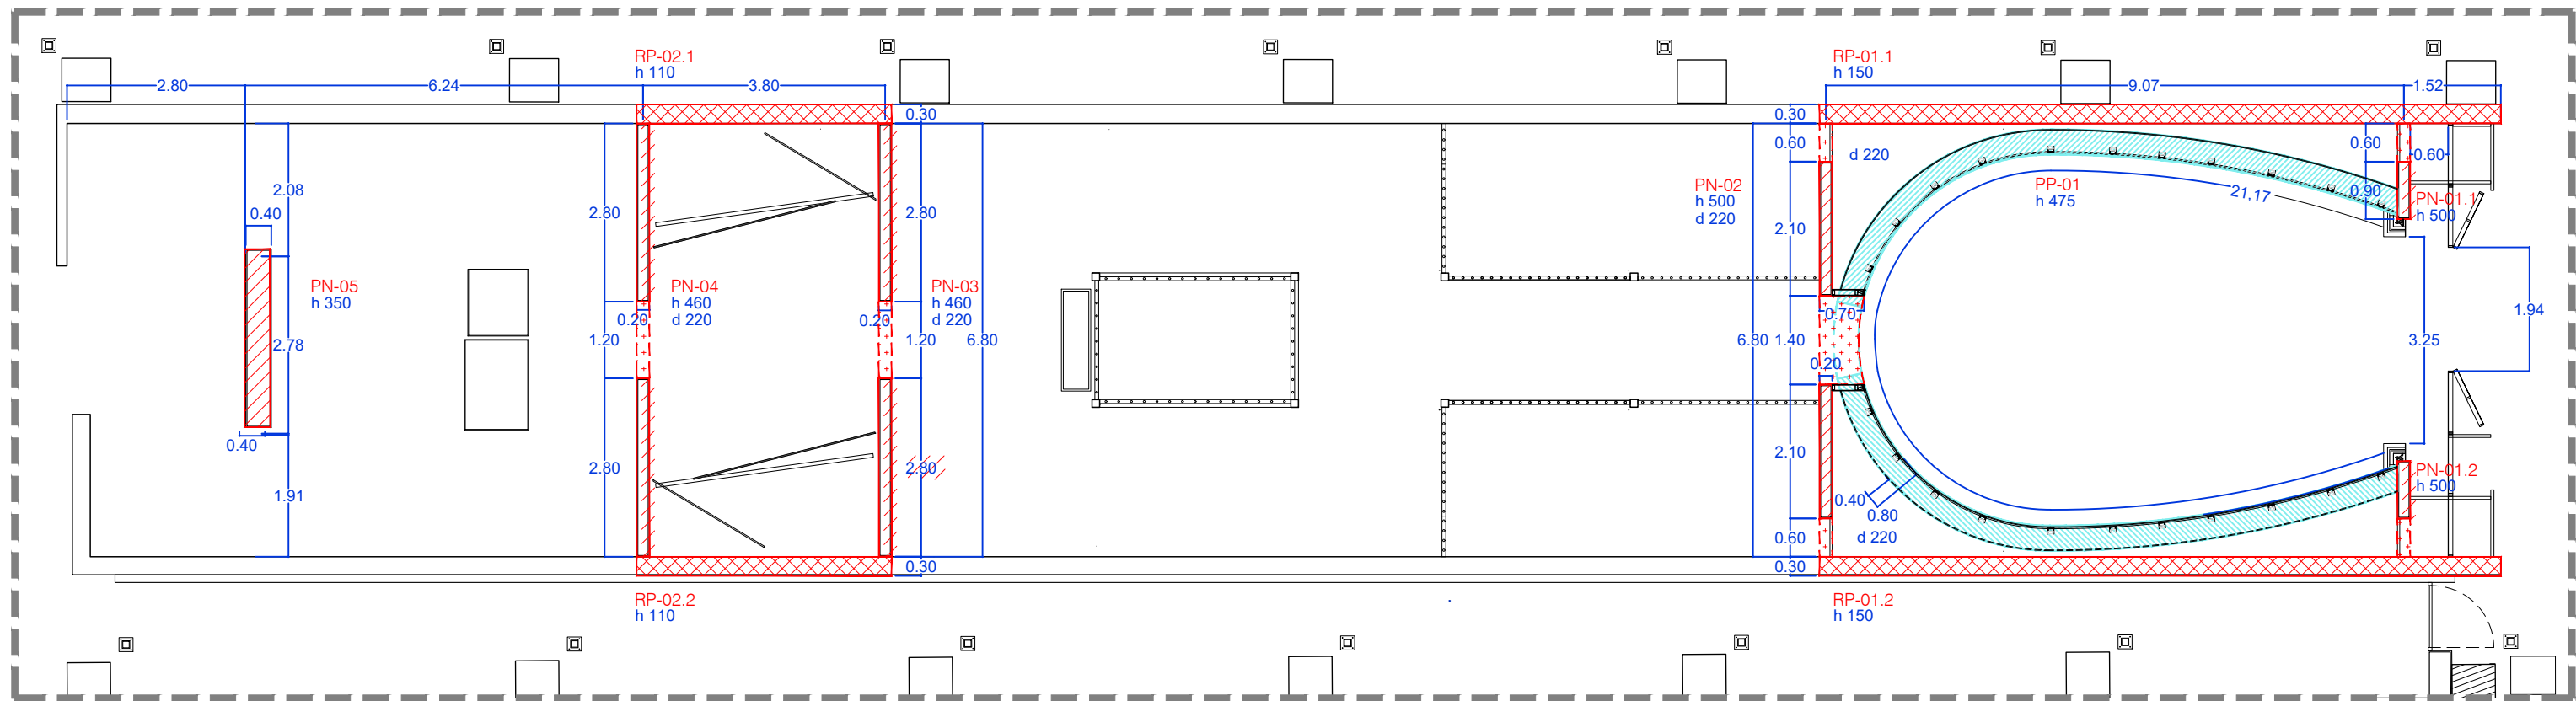 RP-02.1
h 110
RP-01.1
h 150
2.80
6.24
3.80
9.07
1.52
0.30
0.30
0.60
d 220
0.60
0.60
2.08
0.40
2.80
2.80
PN-02
h 500
d 220
PP-01
h 475
21,17
0.90
PN-01.1
h 500
2.10
PN-05
h 350
PN-04
h 460
d 220
PN-03
h 460
d 220
0.20
0.20
0.70
1.94
2.78
1.20
1.20
6.80
6.80
1.40
3.25
0.20
0.40
2.80
2.80
2.10
PN-01.2
h 500
1.91
0.40
0.80
0.60
d 220
0.30
0.30
RP-02.2
h 110
RP-01.2
h 150